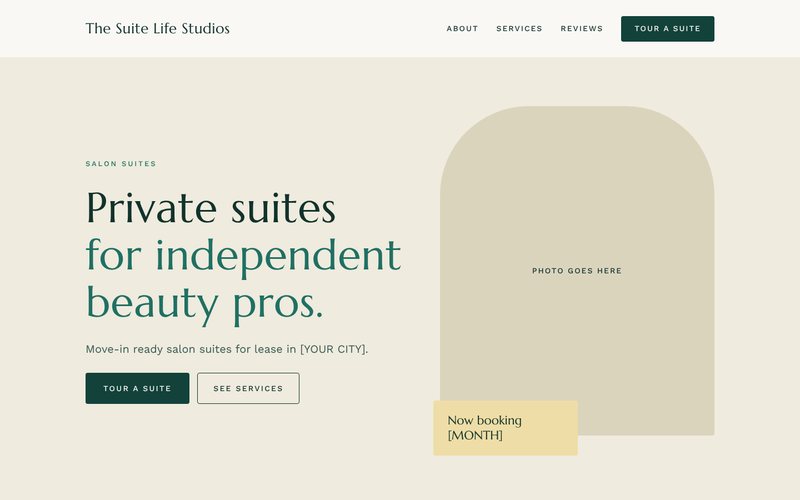 The Suite Life Studios
ABOUT SERVICES REVIEWS TOUR A SUITE
SALON SUITES
Private suites
for independent
beauty pros.
Move-in ready salon suites for lease in [YOUR CITY].
TOUR A SUITE SEE SERVICES
PHOTO GOES HERE
Now booking
[MONTH]